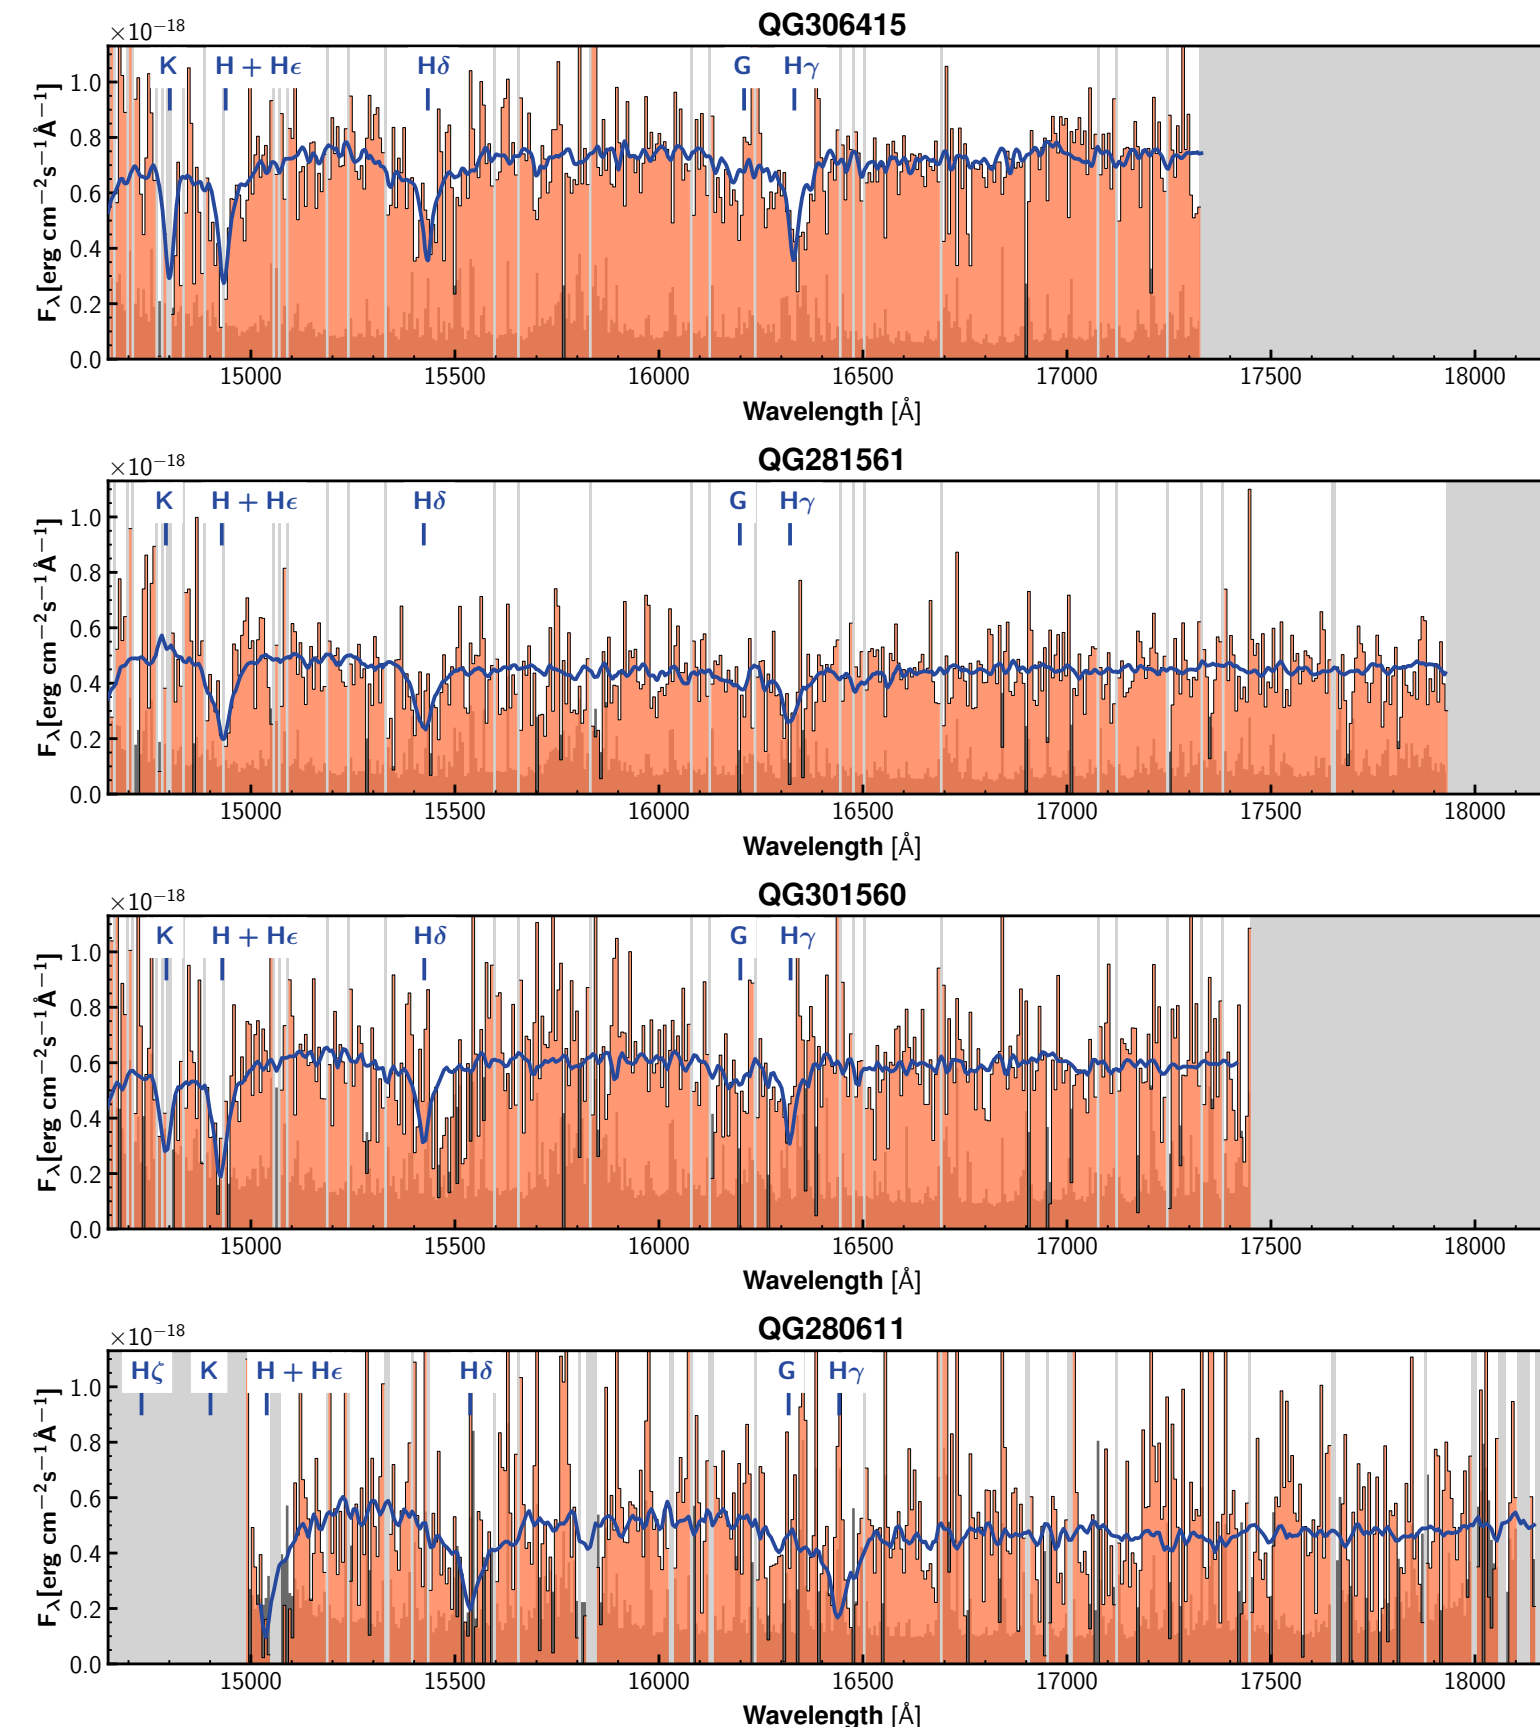 QG306415
×10−18
K H + Hϵ Hδ G Hγ
1.0
0.8
0.6
0.4
0.2
0.0
Fλ[erg cm−2s−1Å−1]
15000 15500 16000 16500 17000 17500 18000
Wavelength [Å]
QG281561
×10−18
K H + Hϵ Hδ G Hγ
1.0
0.8
0.6
0.4
0.2
0.0
Fλ[erg cm−2s−1Å−1]
15000 15500 16000 16500 17000 17500 18000
Wavelength [Å]
QG301560
×10−18
K H + Hϵ Hδ G Hγ
1.0
0.8
0.6
0.4
0.2
0.0
Fλ[erg cm−2s−1Å−1]
15000 15500 16000 16500 17000 17500 18000
Wavelength [Å]
QG280611
×10−18
Hζ K H + Hϵ Hδ G Hγ
1.0
0.8
0.6
0.4
0.2
0.0
Fλ[erg cm−2s−1Å−1]
15000 15500 16000 16500 17000 17500 18000
Wavelength [Å]